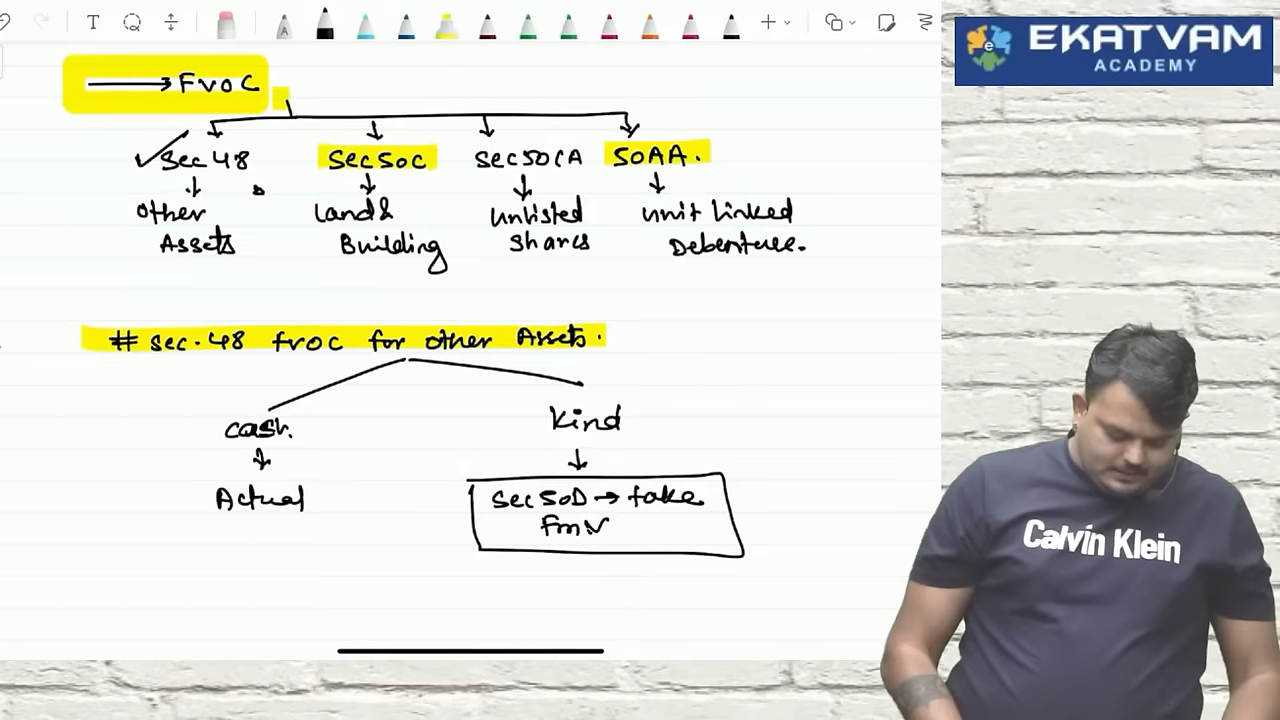 EKATVAM
ACADEMY
→ FVOC
✓ Sec 48
Sec 50C
Sec 50CA
50AA.
Other
Assets
Land &
Building
Unlisted
Shares
Unit Linked
Debenture.
# Sec. 48 FVOC for other Assets.
Cash.
Kind
Actual
Sec 50D → take
FMV
Calvin Klein